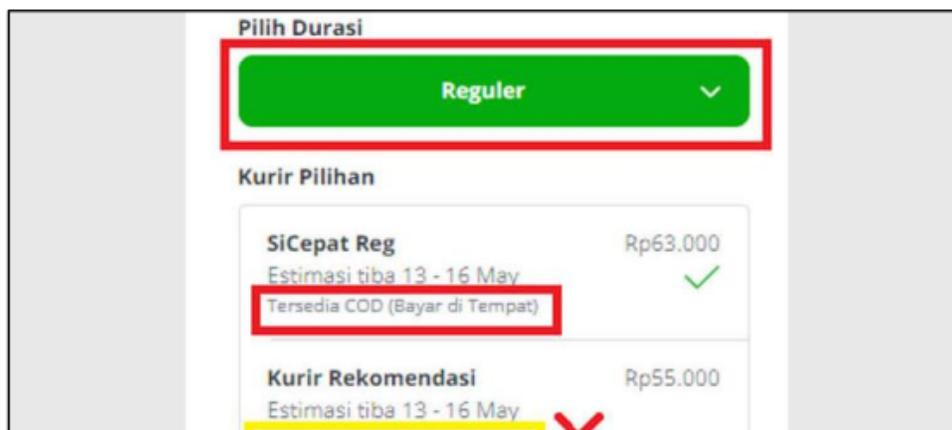 Pilih Durasi
Reguler
Kurir Pilihan
SiCepat Reg Rp63.000
Estimasi tiba 13 - 16 May
Tersedia COD (Bayar di Tempat)
Kurir Rekomendasi Rp55.000
Estimasi tiba 13 - 16 May